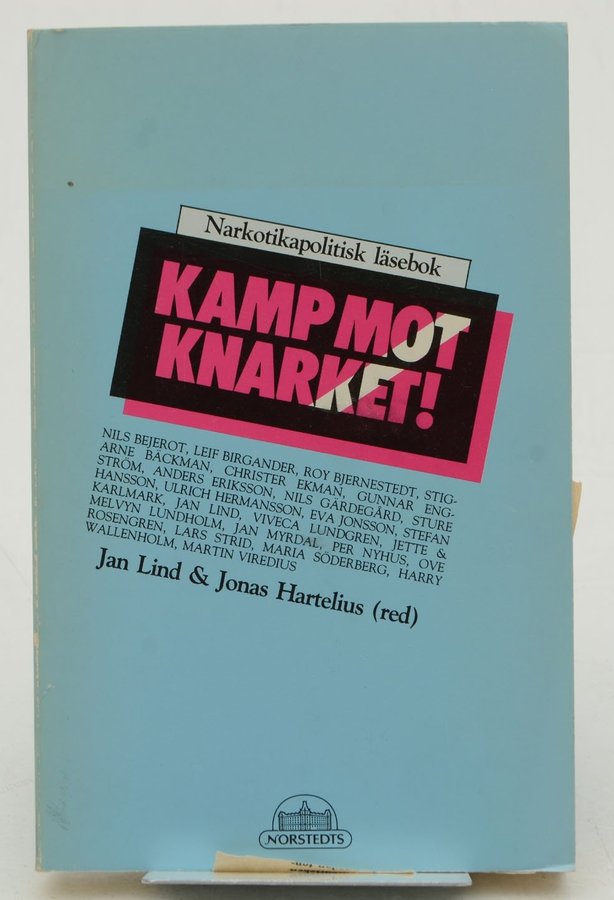 Narkotikapolitisk läsebok
KAMP MOT
KNARKET!
NILS BEJEROT, LEIF BIRGANDER, ROY BJERNESTEDT, STIG-
ARNE BÄCKMAN, CHRISTER EKMAN, GUNNAR ENG-
STRÖM, ANDERS ERIKSSON, NILS GÄRDEGÅRD, STURE
HANSSON, ULRICH HERMANSSON, EVA JONSSON, STEFAN
KARLMARK, JAN LIND, VIVECA LUNDGREN, JETTE &
MELVYN LUNDHOLM, JAN MYRDAL, PER NYHUS, OVE
ROSENGREN, LARS STRID, MARIA SÖDERBERG, HARRY
WALLENHOLM, MARTIN VIREDIUS
Jan Lind & Jonas Hartelius (red)
NORSTEDTS